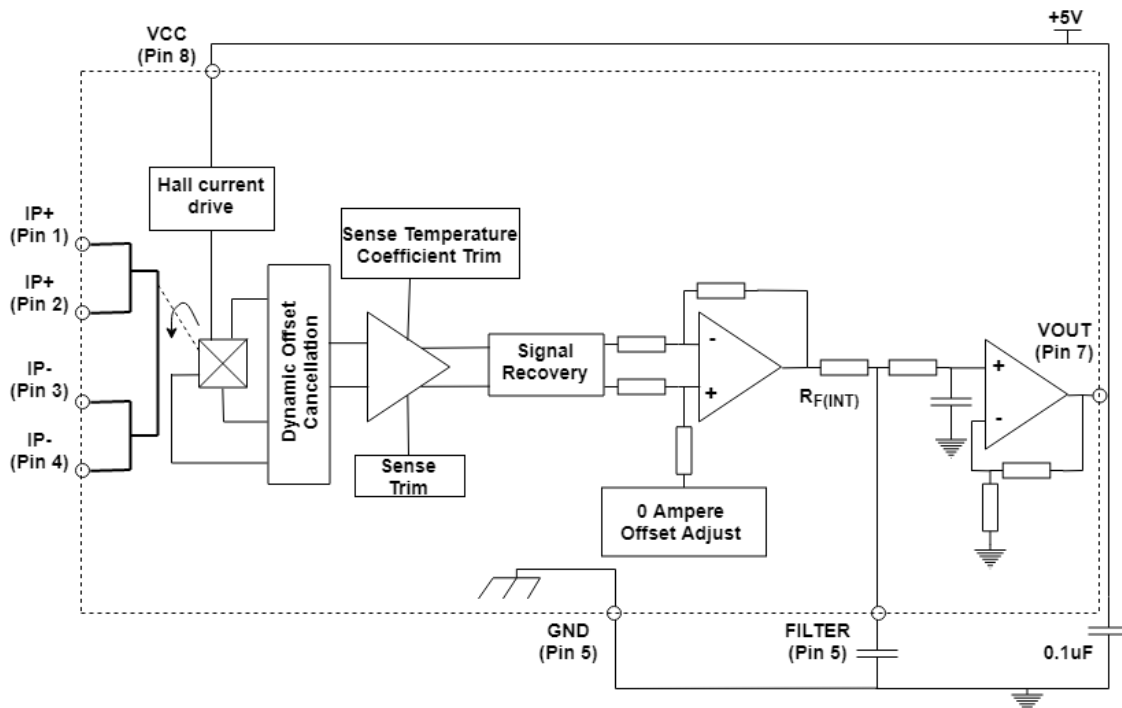 +5V
VCC
(Pin 8)
Hall current
drive
IP+
(Pin 1)
IP+
(Pin 2)
IP-
(Pin 3)
IP-
(Pin 4)
Dynamic Offset
Cancellation
Sense Temperature
Coefficient Trim
Sense
Trim
Signal
Recovery
-
+
0 Ampere
Offset Adjust
RF(INT)
+
-
VOUT
(Pin 7)
GND
(Pin 5)
FILTER
(Pin 5)
0.1uF